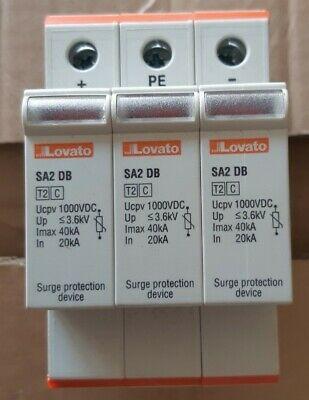 + PE -
Lovato
SA2 DB
T2 C
Ucpv 1000VDC
Up ≤3.6kV
Imax 40kA
In 20kA
Surge protection
device
Lovato
SA2 DB
T2 C
Ucpv 1000VDC
Up ≤3.6kV
Imax 40kA
In 20kA
Surge protection
device
Lovato
SA2 DB
T2 C
Ucpv 1000VDC
Up ≤3.6kV
Imax 40kA
In 20kA
Surge protection
device